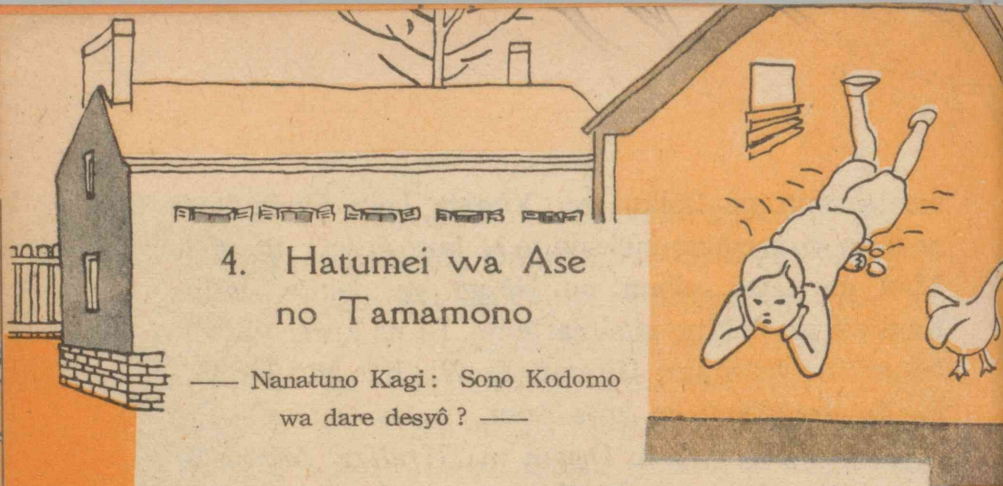 4. Hatumei wa Ase
no Tamamono
— Nanatuno Kagi: Sono Kodomo
wa dare desyô? —